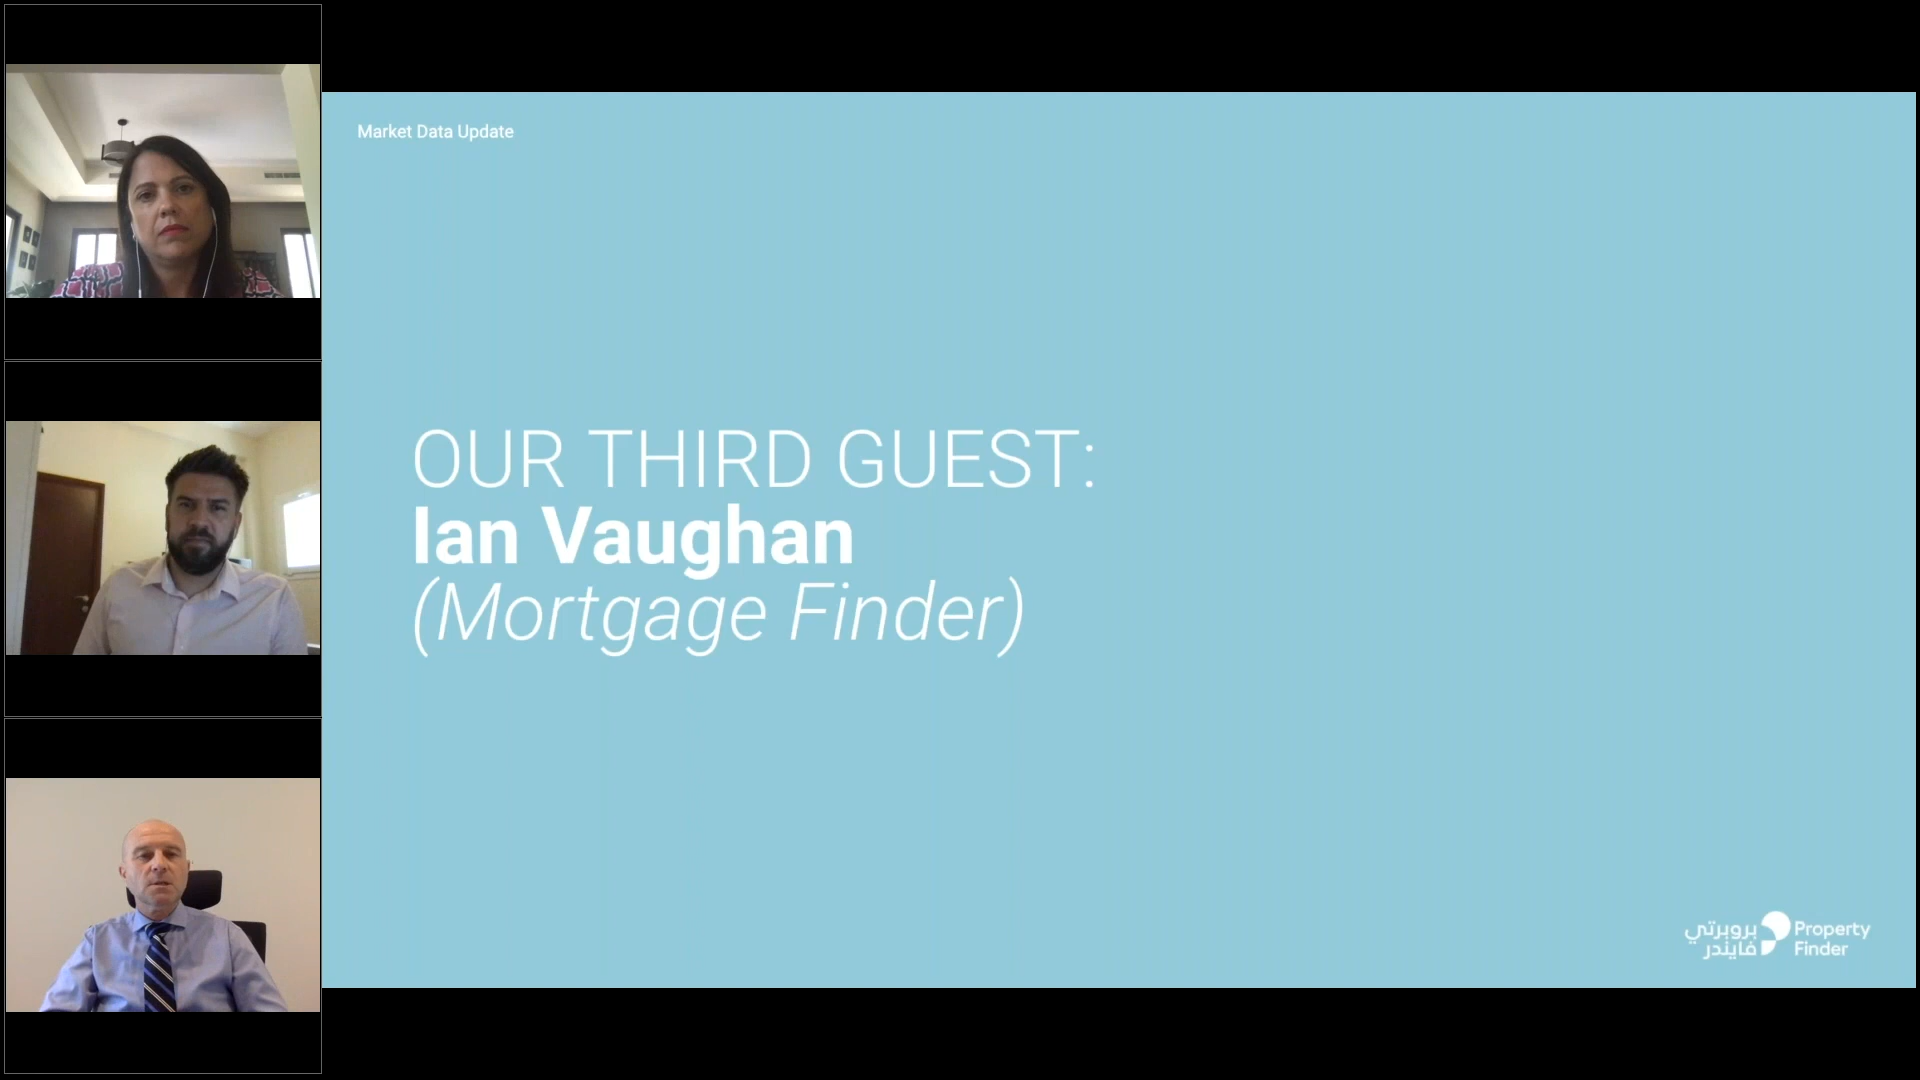 Market Data Update
OUR THIRD GUEST:
Ian Vaughan
(Mortgage Finder)
بروبرتي
فايندر
Property
Finder